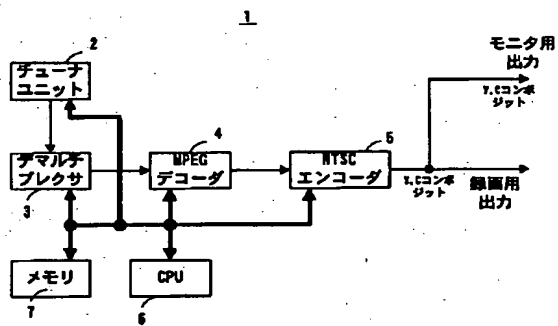 1
2
チューナ
ユニット
モニタ用
出力
Y,Cコンポ
ジット
4
5
デマルチ
プレクサ
MPEG
デコーダ
NTSC
エンコーダ
3
Y,Cコンポ
ジット
録画用
出力
メモリ
CPU
7
6